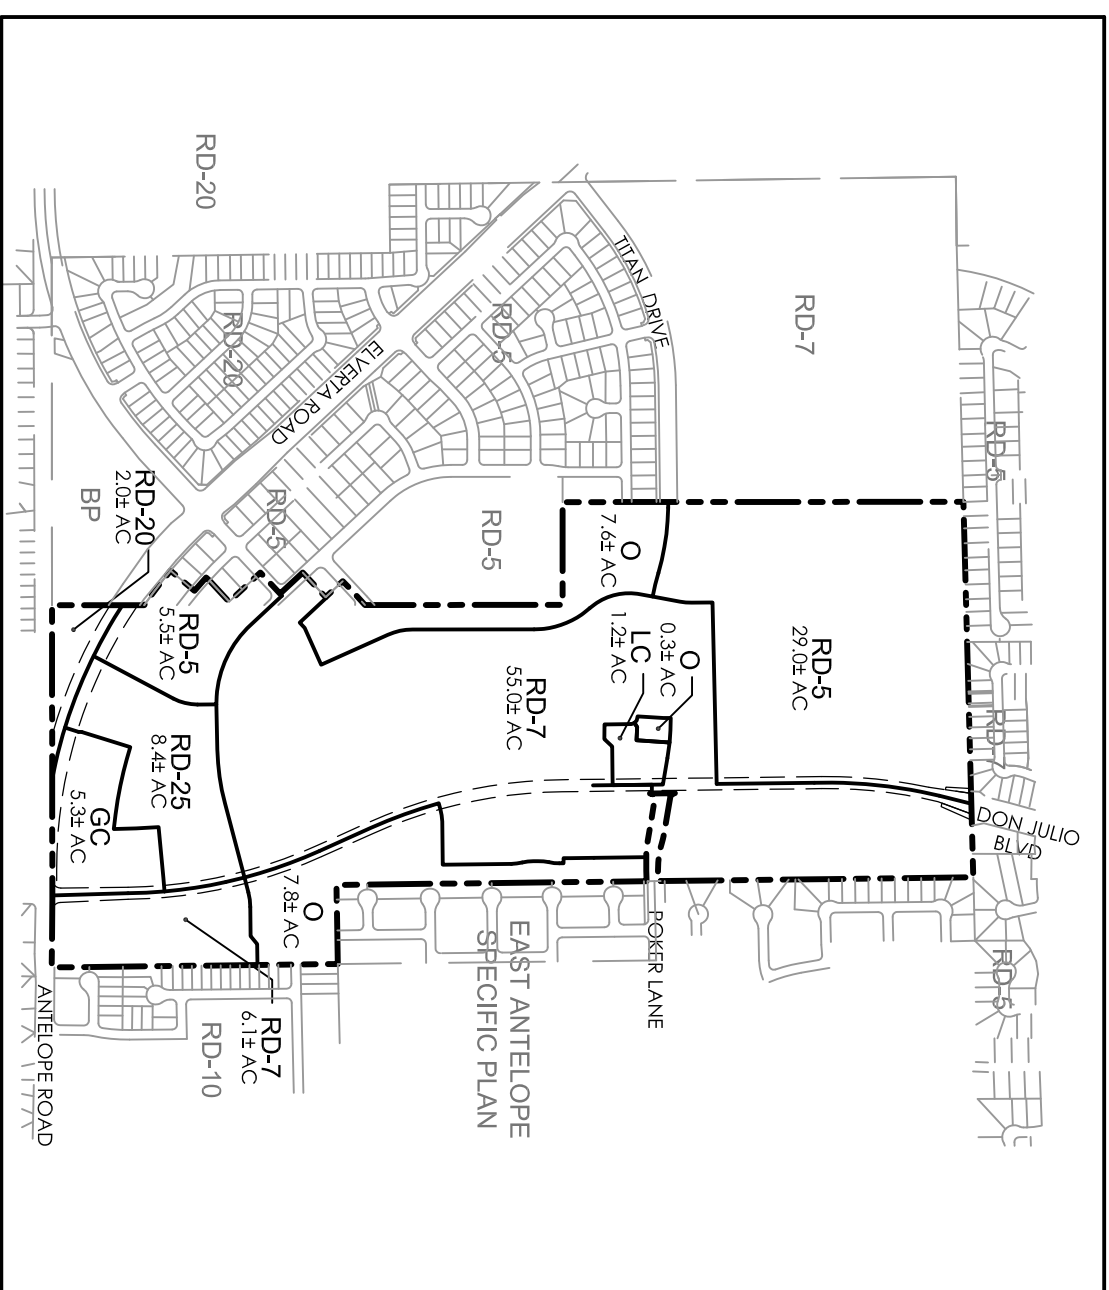 RD-20
RD-7
TITAN DRIVE
RD-5
RD-20
ELVERTA ROAD
RD-5
RD-5
RD-5
BP
RD-20
2.0± AC
O
7.6± AC
RD-5
5.5± AC
RD-5
29.0± AC
O
0.3± AC
LC
1.2± AC
RD-7
55.0± AC
RD-7
RD-25
8.4± AC
GC
5.3± AC
DON JULIO
BLVD
O
7.8± AC
POKER LANE
EAST ANTELOPE
SPECIFIC PLAN
RD-5
RD-7
6.1± AC
RD-10
ANTELOPE ROAD